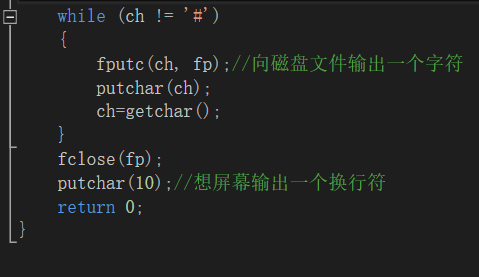 while (ch != '#')
{
fputc(ch, fp);//向磁盘文件输出一个字符
putchar(ch);
ch=getchar();
}
fclose(fp);
putchar(10);//想屏幕输出一个换行符
return 0;
}